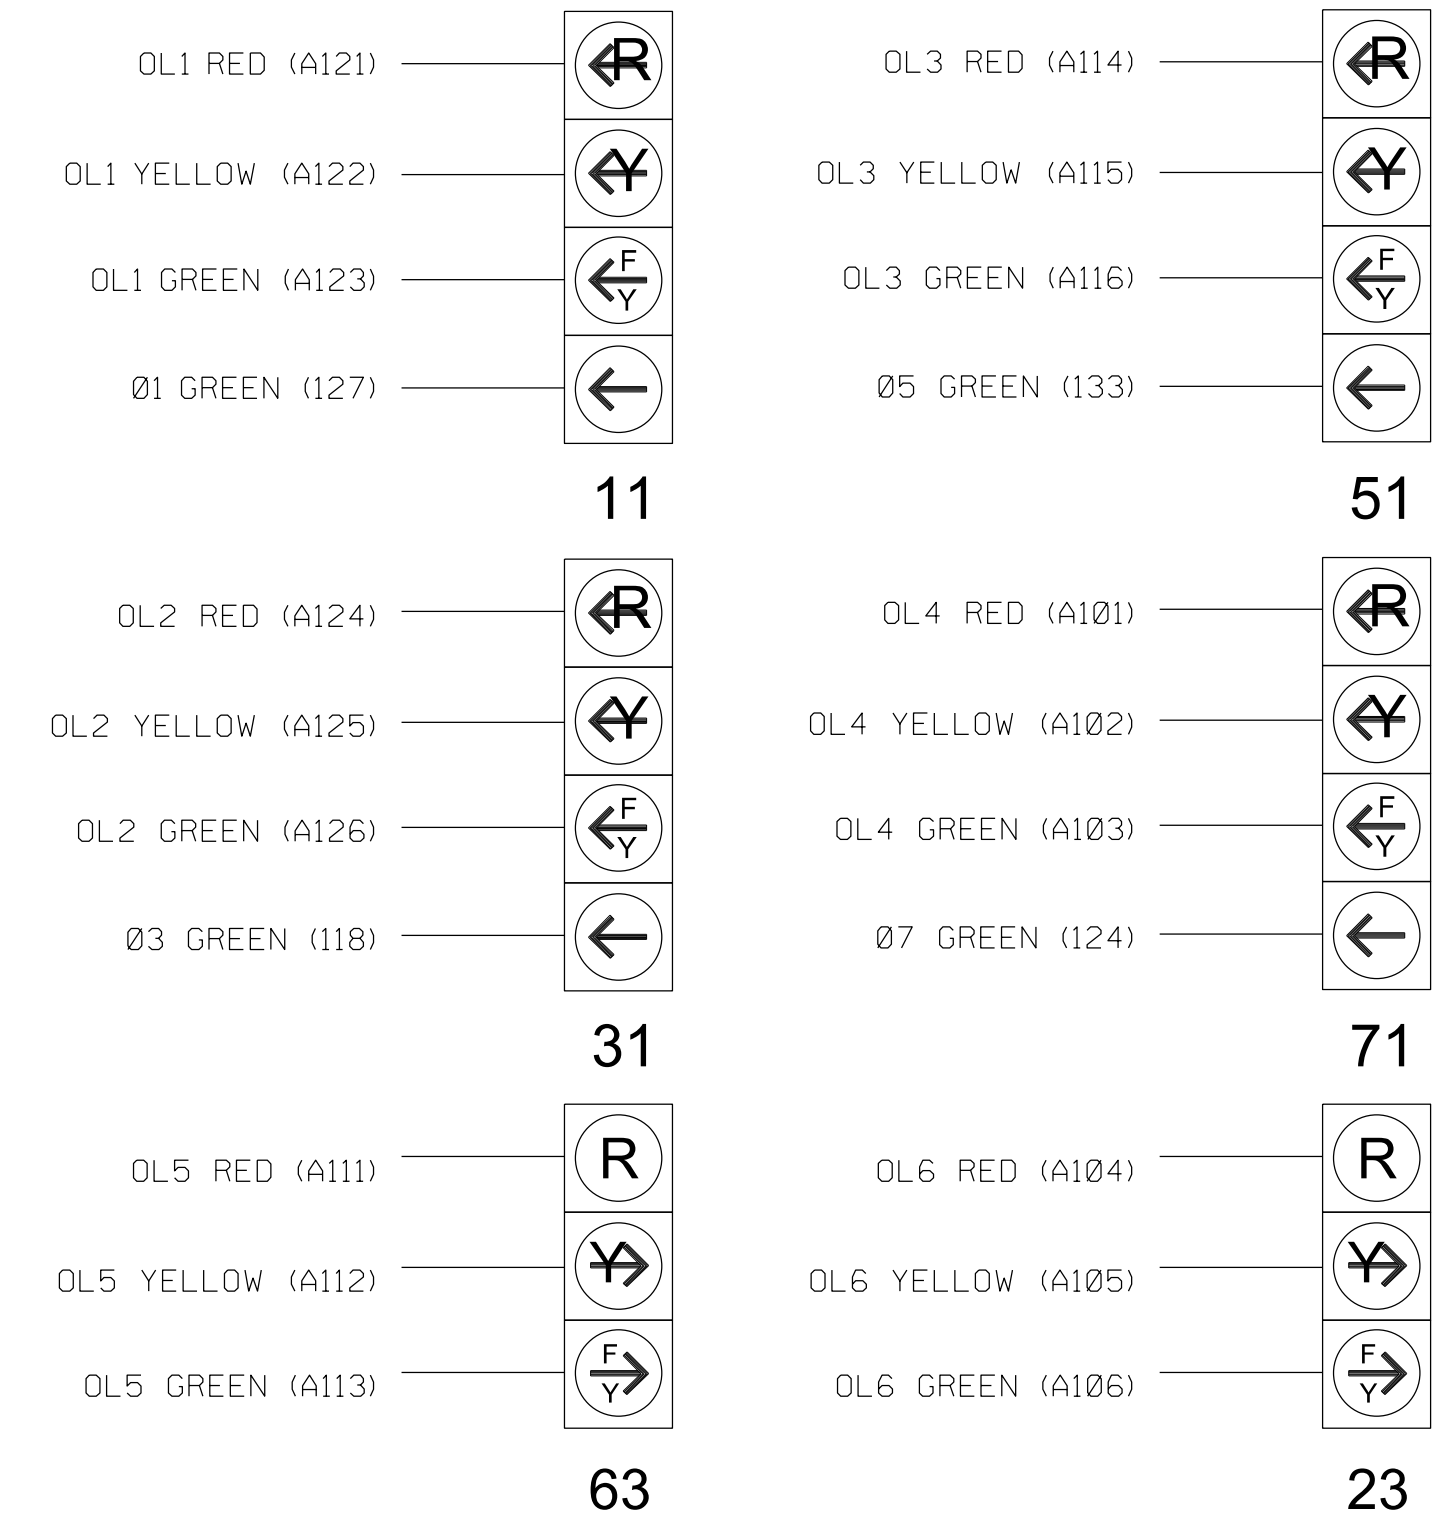 OL1 RED (A121)
R
OL1 YELLOW (A122)
Y
OL1 GREEN (A123)
F
Y
Ø1 GREEN (127)
11
OL3 RED (A114)
R
OL3 YELLOW (A115)
Y
OL3 GREEN (A116)
F
Y
Ø5 GREEN (133)
51
OL2 RED (A124)
R
OL2 YELLOW (A125)
Y
OL2 GREEN (A126)
F
Y
Ø3 GREEN (118)
31
OL4 RED (A1Ø1)
R
OL4 YELLOW (A1Ø2)
Y
OL4 GREEN (A1Ø3)
F
Y
Ø7 GREEN (124)
71
OL5 RED (A111)
R
OL5 YELLOW (A112)
Y
OL5 GREEN (A113)
F
Y
63
OL6 RED (A1Ø4)
R
OL6 YELLOW (A1Ø5)
Y
OL6 GREEN (A1Ø6)
F
Y
23